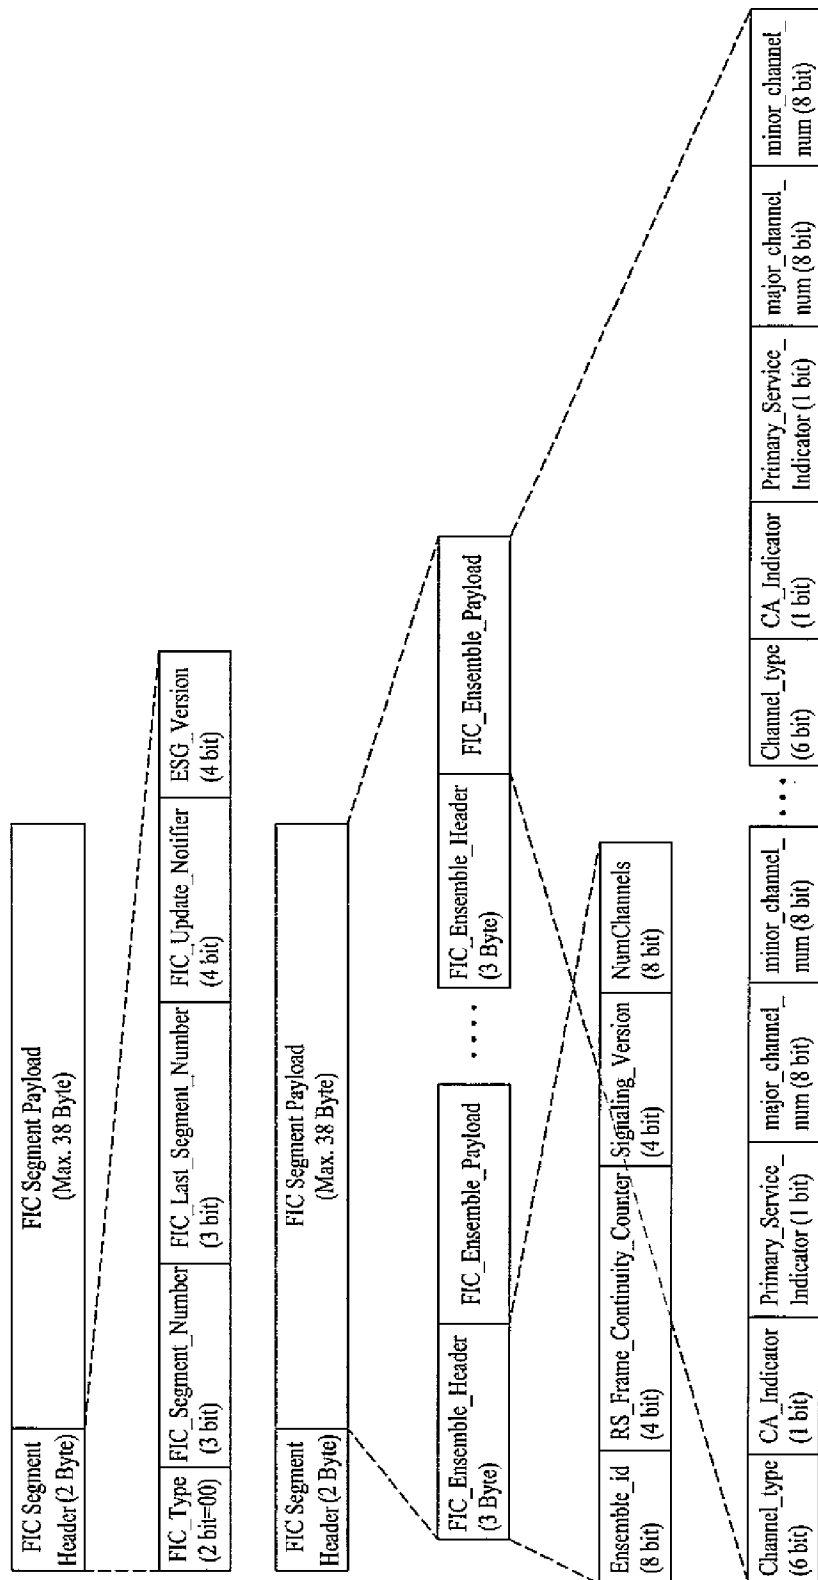 FIC Segment
Header (2 Byte)
FIC Segment Payload
(Max. 38 Byte)
FIC_Type
(2 bit=00)
FIC_Segment_Number
(3 bit)
FIC_Last_Segment_Number
(3 bit)
FIC_Update_Notifier
(4 bit)
ESG_Version
(4 bit)
FIC Segment
Header (2 Byte)
FIC Segment Payload
(Max. 38 Byte)
FIC_Ensemble_Header
(3 Byte)
FIC_Ensemble_Payload
....
FIC_Ensemble_Header
(3 Byte)
FIC_Ensemble_Payload
Ensemble_id
(8 bit)
RS_Frame_Continuity_Counter
(4 bit)
Signaling_Version
(4 bit)
NumChannels
(8 bit)
Channel_type
(6 bit)
CA_Indicator
(1 bit)
Primary_Service_
Indicator (1 bit)
major_channel_
num (8 bit)
minor_channel_
num (8 bit)
...
Channel_type
(6 bit)
CA_Indicator
(1 bit)
Primary_Service_
Indicator (1 bit)
major_channel_
num (8 bit)
minor_channel_
num (8 bit)